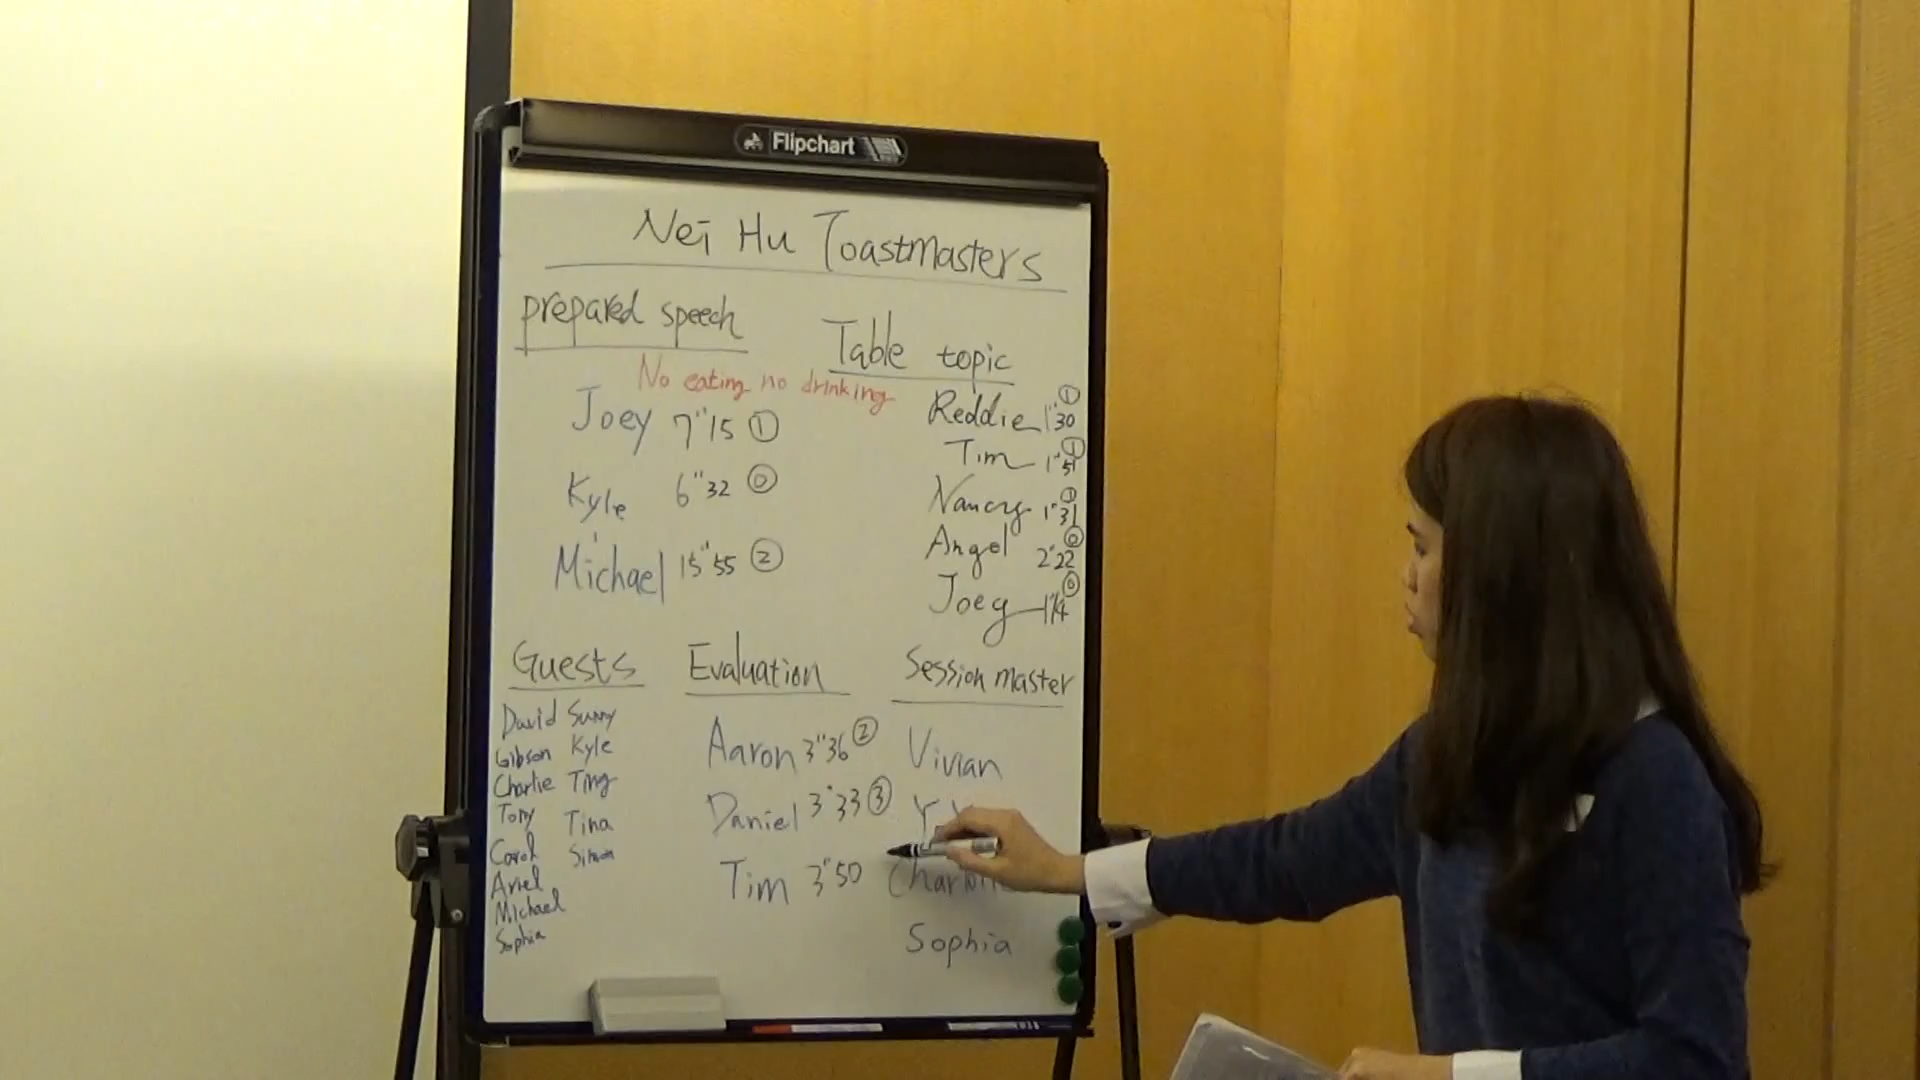 Flipchart
Nei Hu Toastmasters
prepared speech
No eating no drinking
Joey 7"15 ①
Kyle 6"32 ⓪
Michael 15"55 ②
Table topic
Reddie 1"30 ①
Tim 1"51 ①
Nancy 1"31 ①
Angel 2"22 ⓪
Joey 1"14 ⓪
Guests
David Sunny
Gibson Kyle
Charlie Ting
Tony Tina
Carol Simon
Ariel
Michael
Sophia
Evaluation
Aaron 3"36 ②
Daniel 3"33 ③
Tim 3"50
Session master
Vivian
Sophia